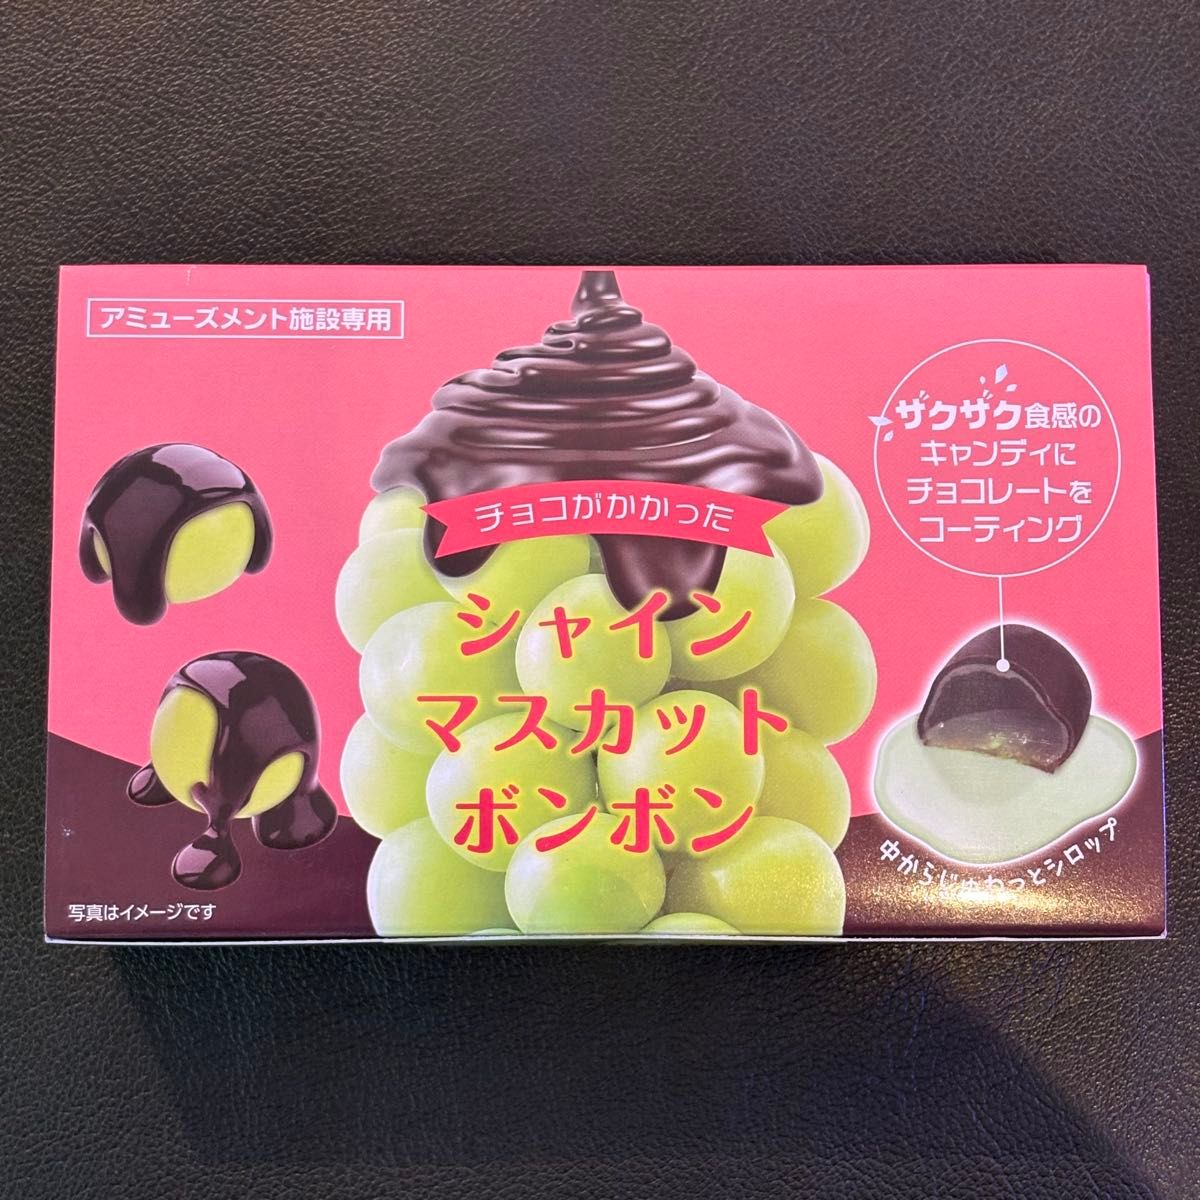 アミューズメント施設専用
ザクザク食感の
キャンディに
チョコレートを
コーティング
チョコがかかった
シャイン
マスカット
ボンボン
中からじゅわっとシロップ
写真はイメージです